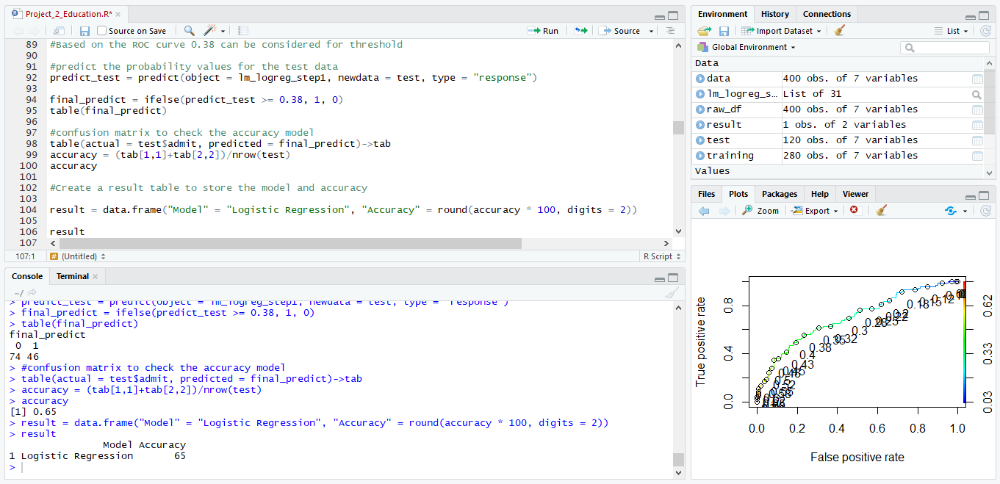 Project_2_Education.R*
Source on Save
Run
Source
89 #Based on the ROC curve 0.38 can be considered for threshold
90
91 #predict the probability values for the test data
92 predict_test = predict(object = lm_logreg_step1, newdata = test, type = "response")
93
94 final_predict = ifelse(predict_test >= 0.38, 1, 0)
95 table(final_predict)
96
97 #confusion matrix to check the accuracy model
98 table(actual = test$admit, predicted = final_predict)->tab
99 accuracy = (tab[1,1]+tab[2,2])/nrow(test)
100 accuracy
101
102 #Create a result table to store the model and accuracy
103
104 result = data.frame("Model" = "Logistic Regression", "Accuracy" = round(accuracy * 100, digits = 2))
105
106 result
107
107:1 # (Untitled) R Script
Console Terminal
~/
> predict_test = predict(object = lm_logreg_step1, newdata = test, type = "response")
> final_predict = ifelse(predict_test >= 0.38, 1, 0)
> table(final_predict)
final_predict
0 1
74 46
> #confusion matrix to check the accuracy model
> table(actual = test$admit, predicted = final_predict)->tab
> accuracy = (tab[1,1]+tab[2,2])/nrow(test)
> accuracy
[1] 0.65
> result = data.frame("Model" = "Logistic Regression", "Accuracy" = round(accuracy * 100, digits = 2))
> result
Model Accuracy
1 Logistic Regression 65
>
Environment History Connections
Import Dataset List
Global Environment
Data
data 400 obs. of 7 variables
lm_logreg_s… List of 31
raw_df 400 obs. of 7 variables
result 1 obs. of 2 variables
test 120 obs. of 7 variables
training 280 obs. of 7 variables
Values
Files Plots Packages Help Viewer
Zoom Export
True positive rate
0.0 0.4 0.8
0.12
0.15
0.18
0.2
0.22
0.25
0.28
0.3
0.32
0.35
0.38
0.4
0.43
0.45
0.48
0.5
0.52
0.03 0.33 0.62
0.0 0.2 0.4 0.6 0.8 1.0
False positive rate